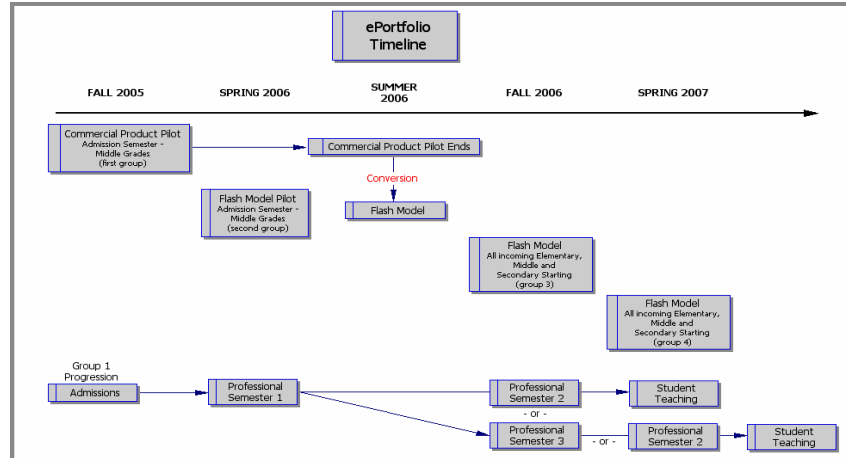 ePortfolio
Timeline
FALL 2005
SPRING 2006
SUMMER
2006
FALL 2006
SPRING 2007
Commercial Product Pilot
Admission Semester -
Middle Grades
(first group)
Commercial Product Pilot Ends
Conversion
Flash Model Pilot
Admission Semester -
Middle Grades
(second group)
Flash Model
Flash Model
All incoming Elementary,
Middle and
Secondary Starting
(group 3)
Flash Model
All incoming Elementary,
Middle and
Secondary Starting
(group 4)
Group 1
Progression
Admissions
Professional
Semester 1
Professional
Semester 2
Student
Teaching
- or -
Professional
Semester 3
- or -
Professional
Semester 2
Student
Teaching